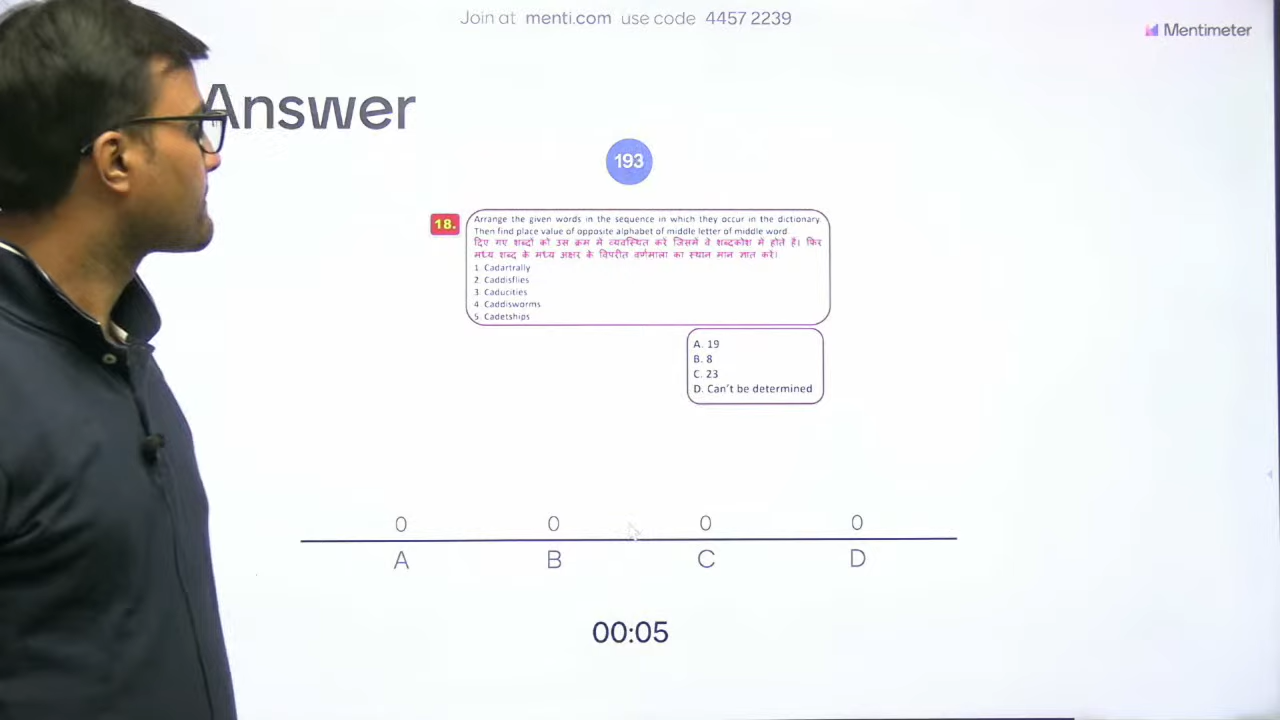 Join at menti.com use code 4457 2239
Mentimeter
Answer
193
18.
Arrange the given words in the sequence in which they occur in the dictionary.
Then find place value of opposite alphabet of middle letter of middle word
दिए गए शब्दों को उस क्रम में व्यवस्थित करें जिसमें वे शब्दकोश में होते हैं। फिर
मध्य शब्द के मध्य अक्षर के विपरीत वर्णमाला का स्थान मान ज्ञात करें।
1 Cadartrally
2 Caddisflies
3 Caducities
4 Caddisworms
5 Cadetships
A. 19
B. 8
C. 23
D. Can't be determined
0 0 0 0
A B C D
00:05